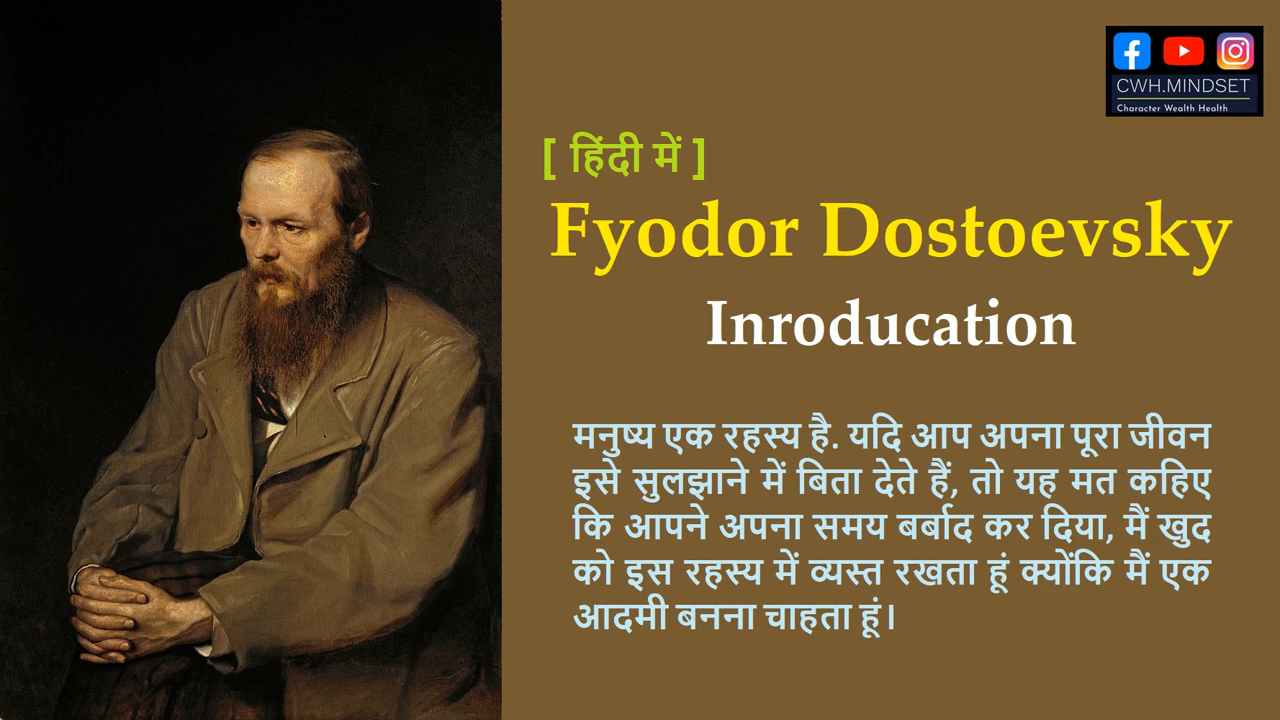 CWH.MINDSET
Character Wealth Health
[ हिंदी में ]
Fyodor Dostoevsky
Inroducation
मनुष्य एक रहस्य है. यदि आप अपना पूरा जीवन
इसे सुलझाने में बिता देते हैं, तो यह मत कहिए
कि आपने अपना समय बर्बाद कर दिया, मैं खुद
को इस रहस्य में व्यस्त रखता हूं क्योंकि मैं एक
आदमी बनना चाहता हूं।